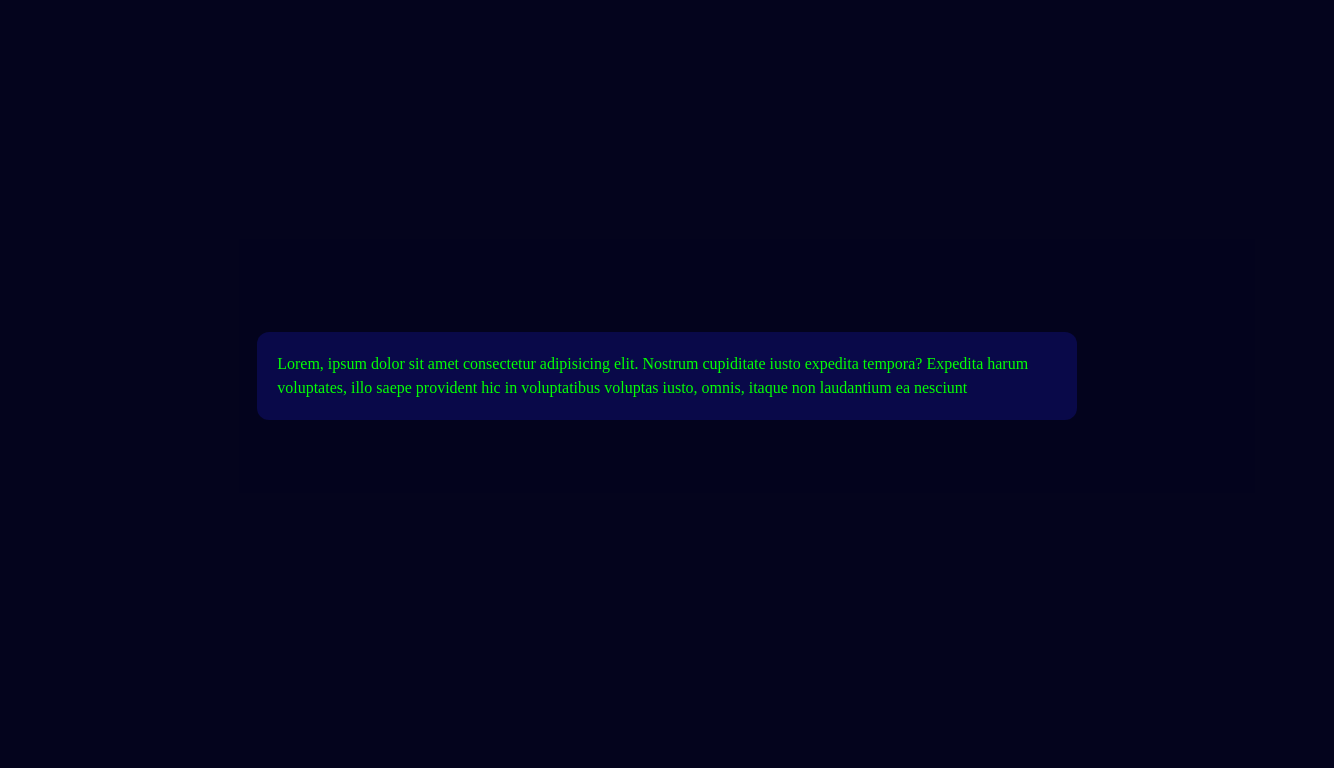 Lorem, ipsum dolor sit amet consectetur adipisicing elit. Nostrum cupiditate iusto expedita tempora? Expedita harum
voluptates, illo saepe provident hic in voluptatibus voluptas iusto, omnis, itaque non laudantium ea nesciunt